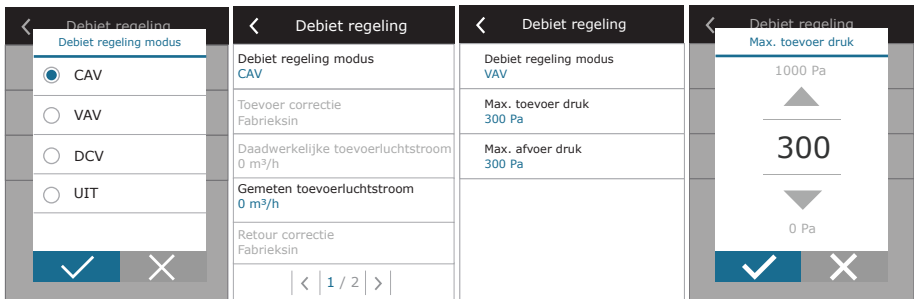 Debiet regeling
Debiet regeling modus
CAV
VAV
DCV
UIT
Debiet regeling
Debiet regeling modus
CAV
Toevoer correctie
Fabrieksin
Daadwerkelijke toevoerluchtstroom
0 m³/h
Gemeten toevoerluchtstroom
0 m³/h
Retour correctie
Fabrieksin
1 / 2
Debiet regeling
Debiet regeling modus
VAV
Max. toevoer druk
300 Pa
Max. afvoer druk
300 Pa
Debiet regeling
Max. toevoer druk
1000 Pa
300
0 Pa